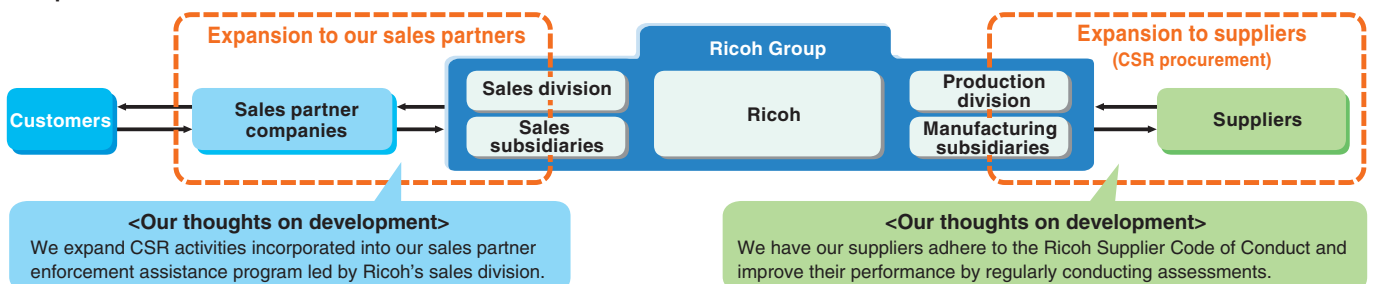 Expansion to our sales partners
Ricoh Group
Expansion to suppliers
(CSR procurement)
Customers
Sales partner
companies
Sales division
Sales
subsidiaries
Ricoh
Production
division
Manufacturing
subsidiaries
Suppliers
<Our thoughts on development>
We expand CSR activities incorporated into our sales partner
enforcement assistance program led by Ricoh's sales division.
<Our thoughts on development>
We have our suppliers adhere to the Ricoh Supplier Code of Conduct and
improve their performance by regularly conducting assessments.